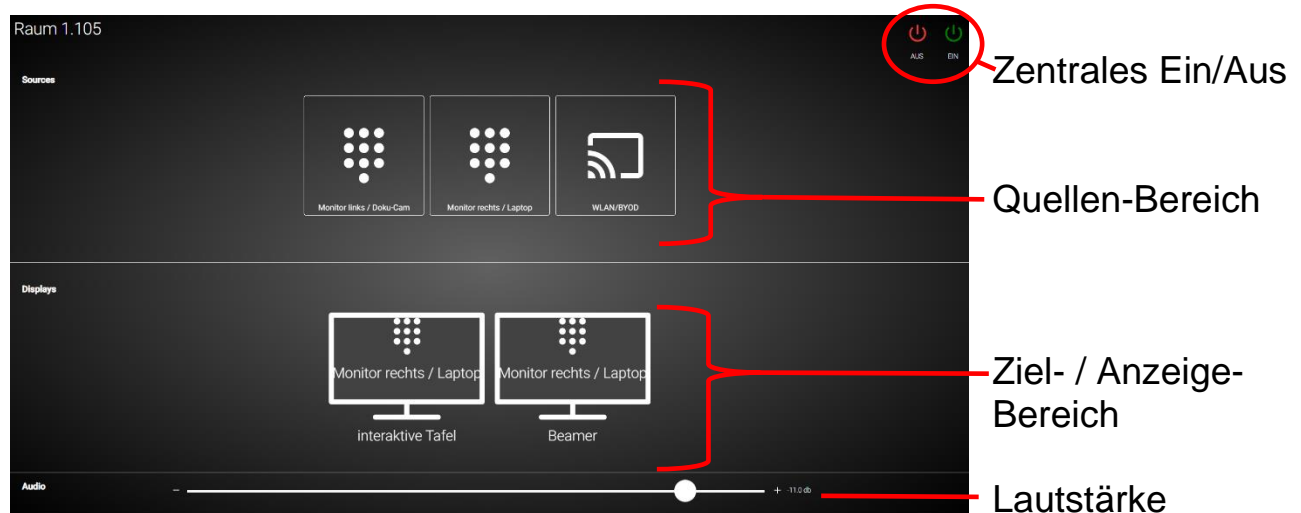 Raum 1.105
AUS EIN
Zentrales Ein/Aus
Sources
Monitor links / Doku-Cam
Monitor rechts / Laptop
WLAN/BYOD
Quellen-Bereich
Displays
Monitor rechts / Laptop
Monitor rechts / Laptop
interaktive Tafel
Beamer
Ziel- / Anzeige-
Bereich
Audio
- + -11.0 db
Lautstärke